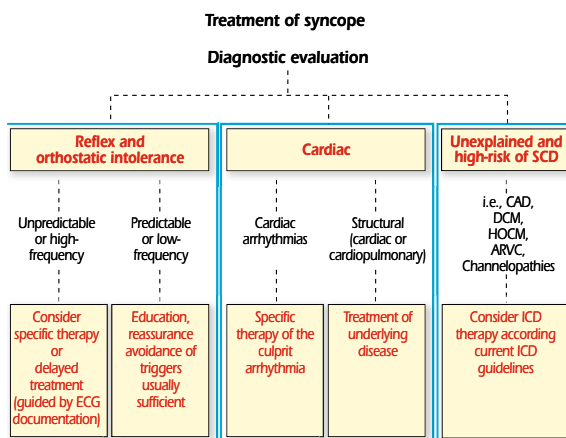 Treatment of syncope
Diagnostic evaluation
Reflex and
orthostatic intolerance
Cardiac
Unexplained and
high-risk of SCD
Unpredictable
or high-
frequency
Predictable
or low-
frequency
Cardiac
arrhythmias
Structural
(cardiac or
cardiopulmonary)
i.e., CAD,
DCM,
HOCM,
ARVC,
Channelopathies
Consider
specific therapy
or
delayed
treatment
(guided by ECG
documentation)
Education,
reassurance
avoidance of
triggers
usually
sufficient
Specific
therapy of the
culprit
arrhythmia
Treatment of
underlying
disease
Consider ICD
therapy according
current ICD
guidelines